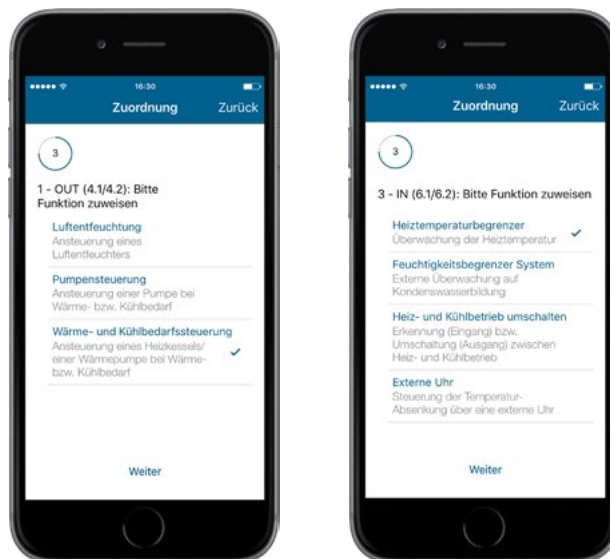 16:30
Zuordnung
Zurück
3
1 - OUT (4.1/4.2): Bitte
Funktion zuweisen
Luftentfeuchtung
Ansteuerung eines
Luftentfeuchters
Pumpensteuerung
Ansteuerung einer Pumpe bei
Wärme- bzw. Kühlbedarf
Wärme- und Kühlbedarfssteuerung
Ansteuerung eines Heizkessels/
einer Wärmepumpe bei Wärme-
bzw. Kühlbedarf
Weiter
16:30
Zuordnung
Zurück
3
3 - IN (6.1/6.2): Bitte Funktion zuweisen
Heiztemperaturbegrenzer
Überwachung der Heiztemperatur
Feuchtigkeitsbegrenzer System
Externe Überwachung auf
Kondenswasserbildung
Heiz- und Kühlbetrieb umschalten
Erkennung (Eingang) bzw.
Umschaltung (Ausgang) zwischen
Heiz- und Kühlbetrieb
Externe Uhr
Steuerung der Temperatur-
Absenkung über eine externe Uhr
Weiter